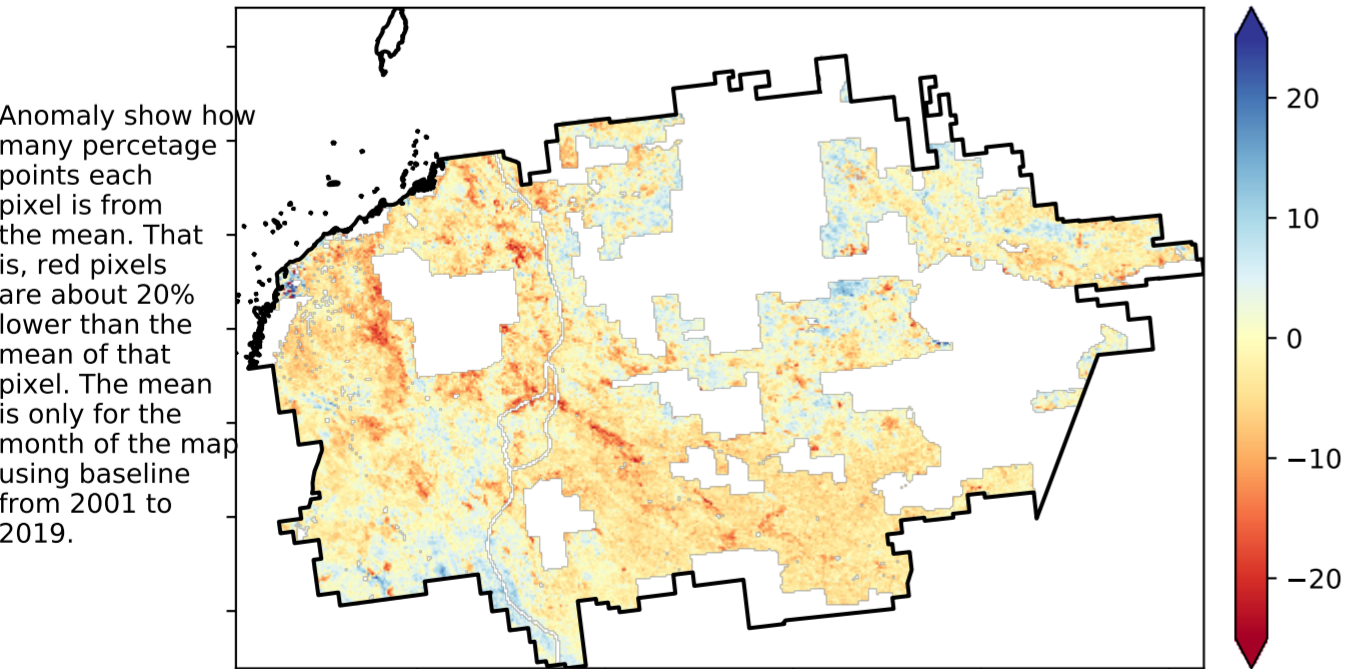 Anomaly show how
many percetage
points each
pixel is from
the mean. That
is, red pixels
are about 20%
lower than the
mean of that
pixel. The mean
is only for the
month of the map
using baseline
from 2001 to
2019.
20
10
0
−10
−20